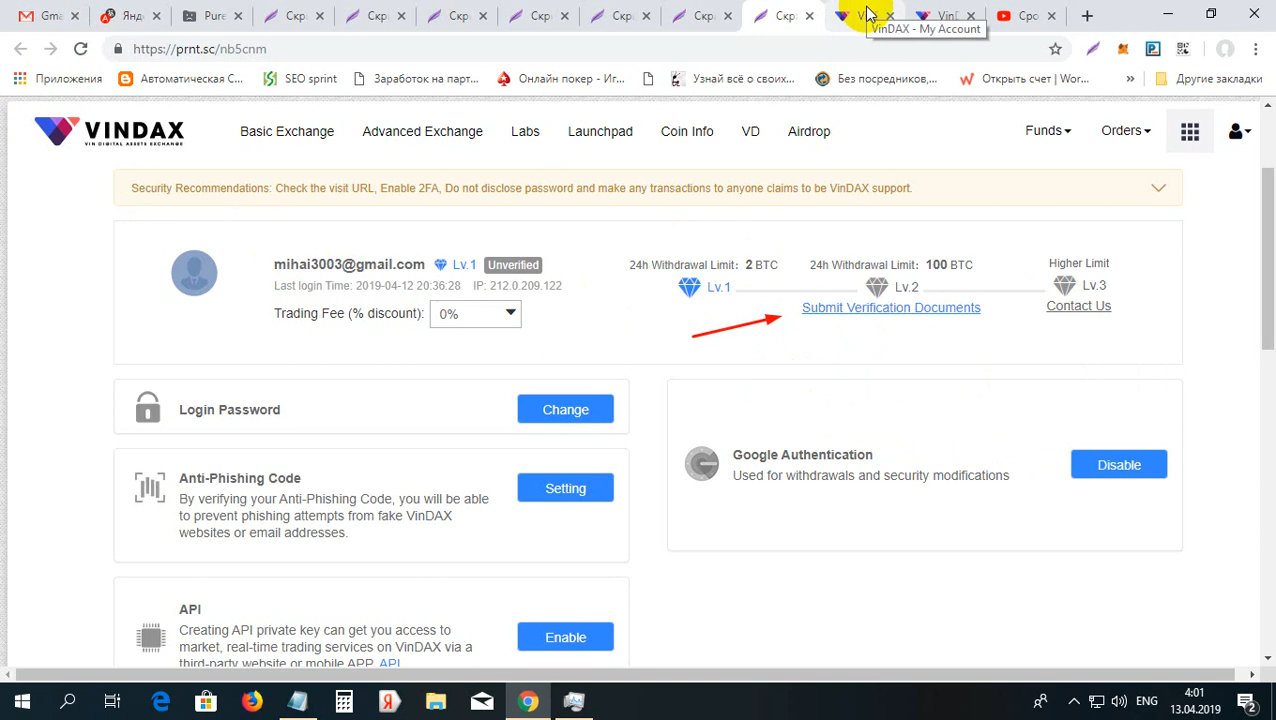 Gma
Янд
Pure
Скр
Скр
Скр
Скр
Скр
Скр
Скр
VinD
Спо
VinDAX - My Account
https://prnt.sc/nb5cnm
Приложения
Автоматическая С...
SEO sprint
Заработок на парт...
Онлайн покер - Иг...
Узнай всё о своих...
Без посредников,...
Открыть счет | Wor...
»
Другие закладки
VINDAX
VIN DIGITAL ASSETS EXCHANGE
Basic Exchange
Advanced Exchange
Labs
Launchpad
Coin Info
VD
Airdrop
Funds
Orders
Security Recommendations: Check the visit URL, Enable 2FA, Do not disclose password and make any transactions to anyone claims to be VinDAX support.
mihai3003@gmail.com Lv.1 Unverified
Last login Time: 2019-04-12.20:36:28 IP: 212.0.209.122
Trading Fee (% discount): 0%
24h Withdrawal Limit: 2 BTC
Lv.1
24h Withdrawal Limit: 100 BTC
Lv.2
Submit Verification Documents
Higher Limit
Lv.3
Contact Us
Login Password
Change
Anti-Phishing Code
By verifying your Anti-Phishing Code, you will be able
to prevent phishing attempts from fake VinDAX
websites or email addresses.
Setting
Google Authentication
Used for withdrawals and security modifications
Disable
API
Creating API private key can get you access to
market, real-time trading services on VinDAX via a
third-party website or mobile APP. API
Enable
ENG
4:01
13.04.2019
2